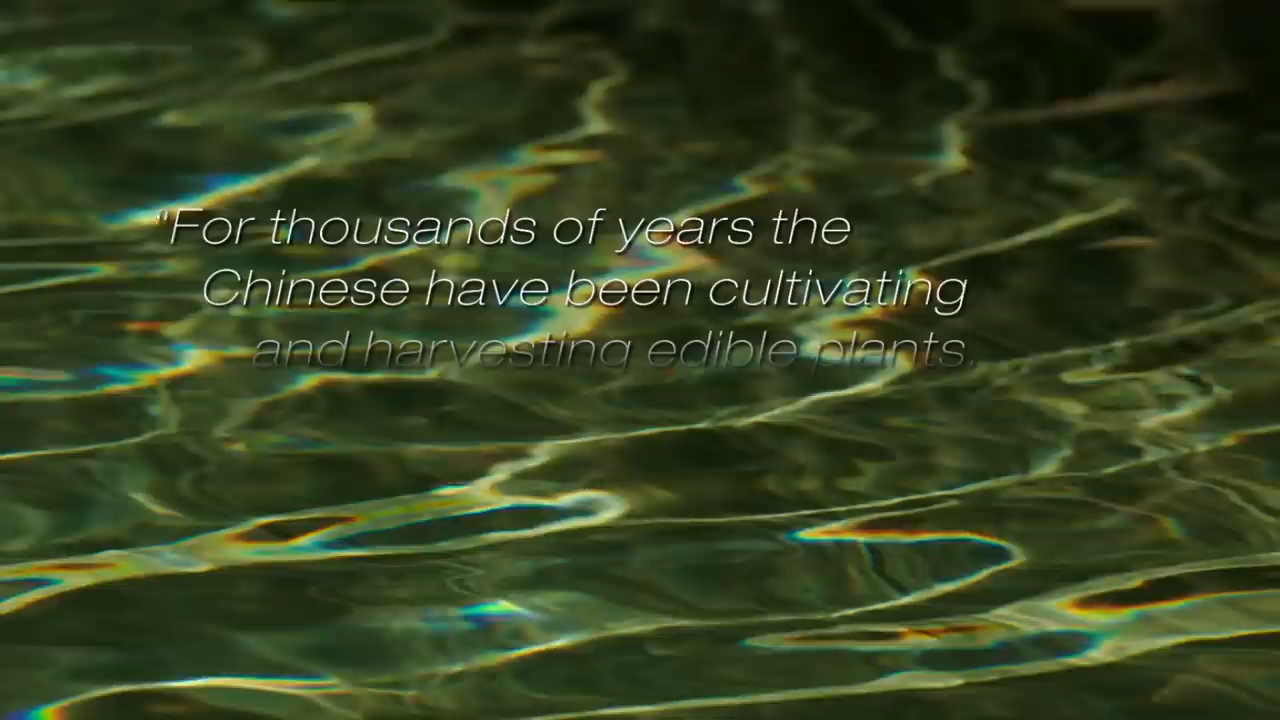 "For thousands of years the
Chinese have been cultivating
and harvesting edible plants.